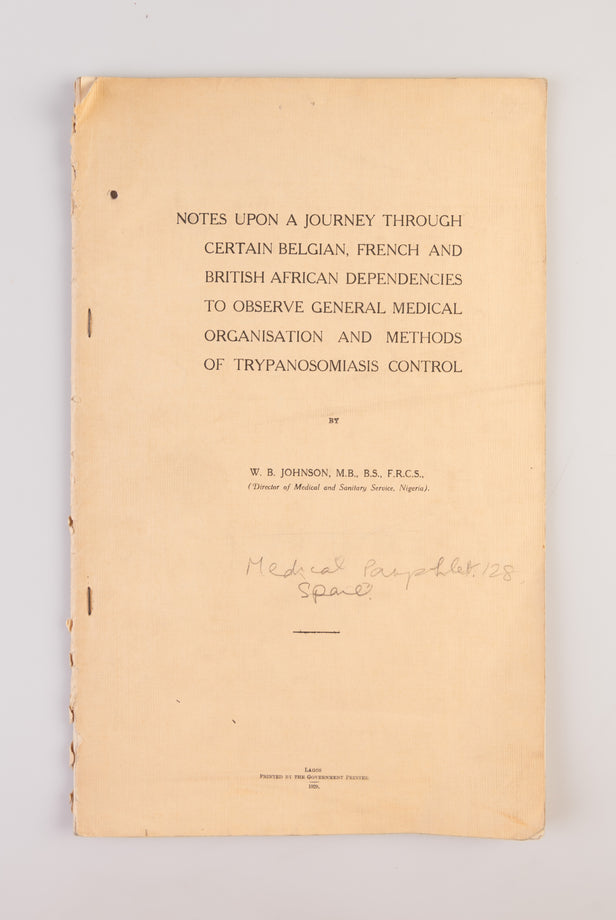 NOTES UPON A JOURNEY THROUGH
CERTAIN BELGIAN, FRENCH AND
BRITISH AFRICAN DEPENDENCIES
TO OBSERVE GENERAL MEDICAL
ORGANISATION AND METHODS
OF TRYPANOSOMIASIS CONTROL
BY
W. B. JOHNSON, M.B., B.S., F.R.C.S.,
(Director of Medical and Sanitary Service, Nigeria).
Medical Pamphlet. 128.
Spare.
LAGOS
PRINTED BY THE GOVERNMENT PRINTER